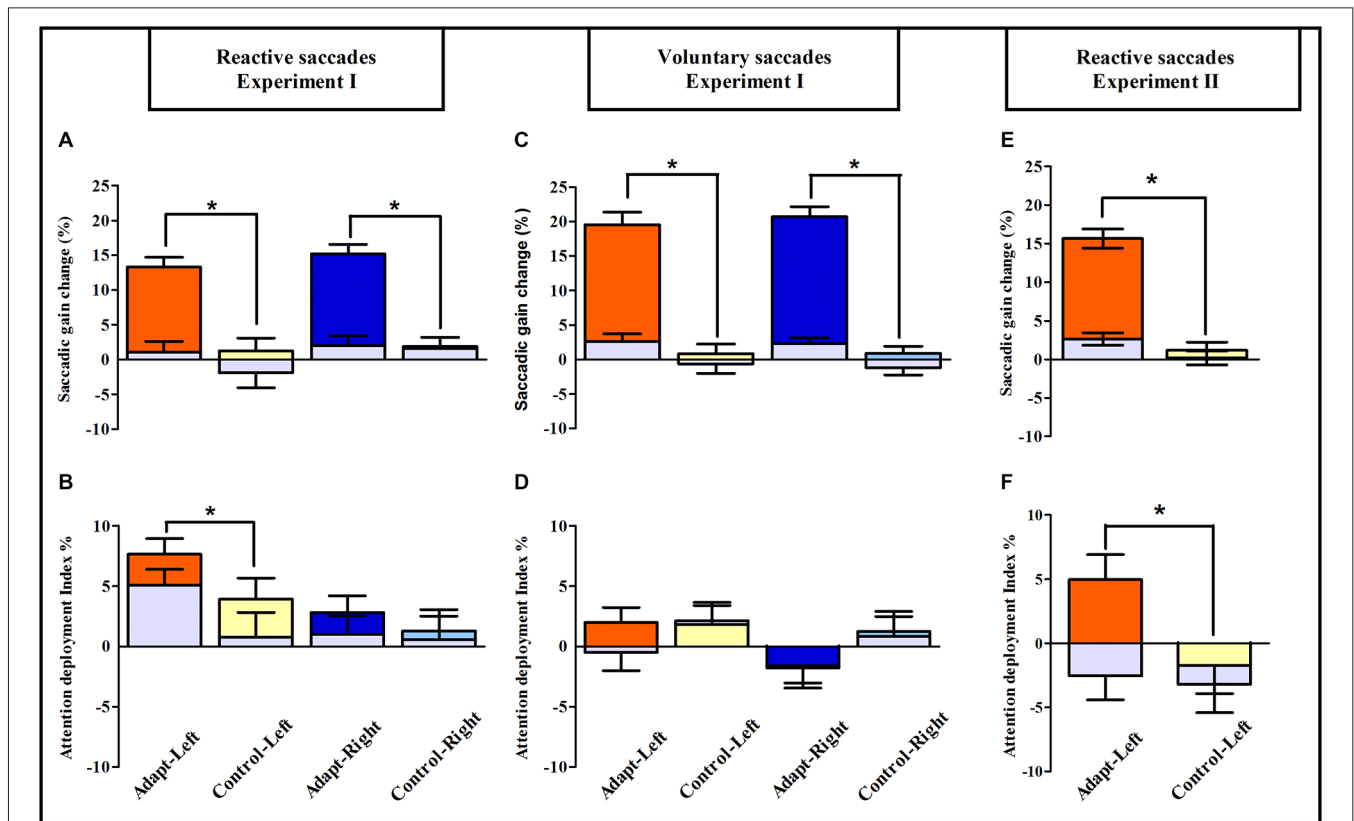 Reactive saccades
Experiment I
Voluntary saccades
Experiment I
Reactive saccades
Experiment II
A
Saccadic gain change (%)
25
20
15
10
5
0
-5
-10
*
*
C
Saccadic gain change (%)
25
20
15
10
5
0
-5
-10
*
*
E
Saccadic gain change (%)
25
20
15
10
5
0
-5
-10
*
B
Attention deployment Index %
10
5
0
-5
-10
*
Adapt-Left
Control-Left
Adapt-Right
Control-Right
D
Attention deployment Index %
10
5
0
-5
-10
Adapt-Left
Control-Left
Adapt-Right
Control-Right
F
Attention deployment Index %
10
5
0
-5
-10
*
Adapt-Left
Control-Left